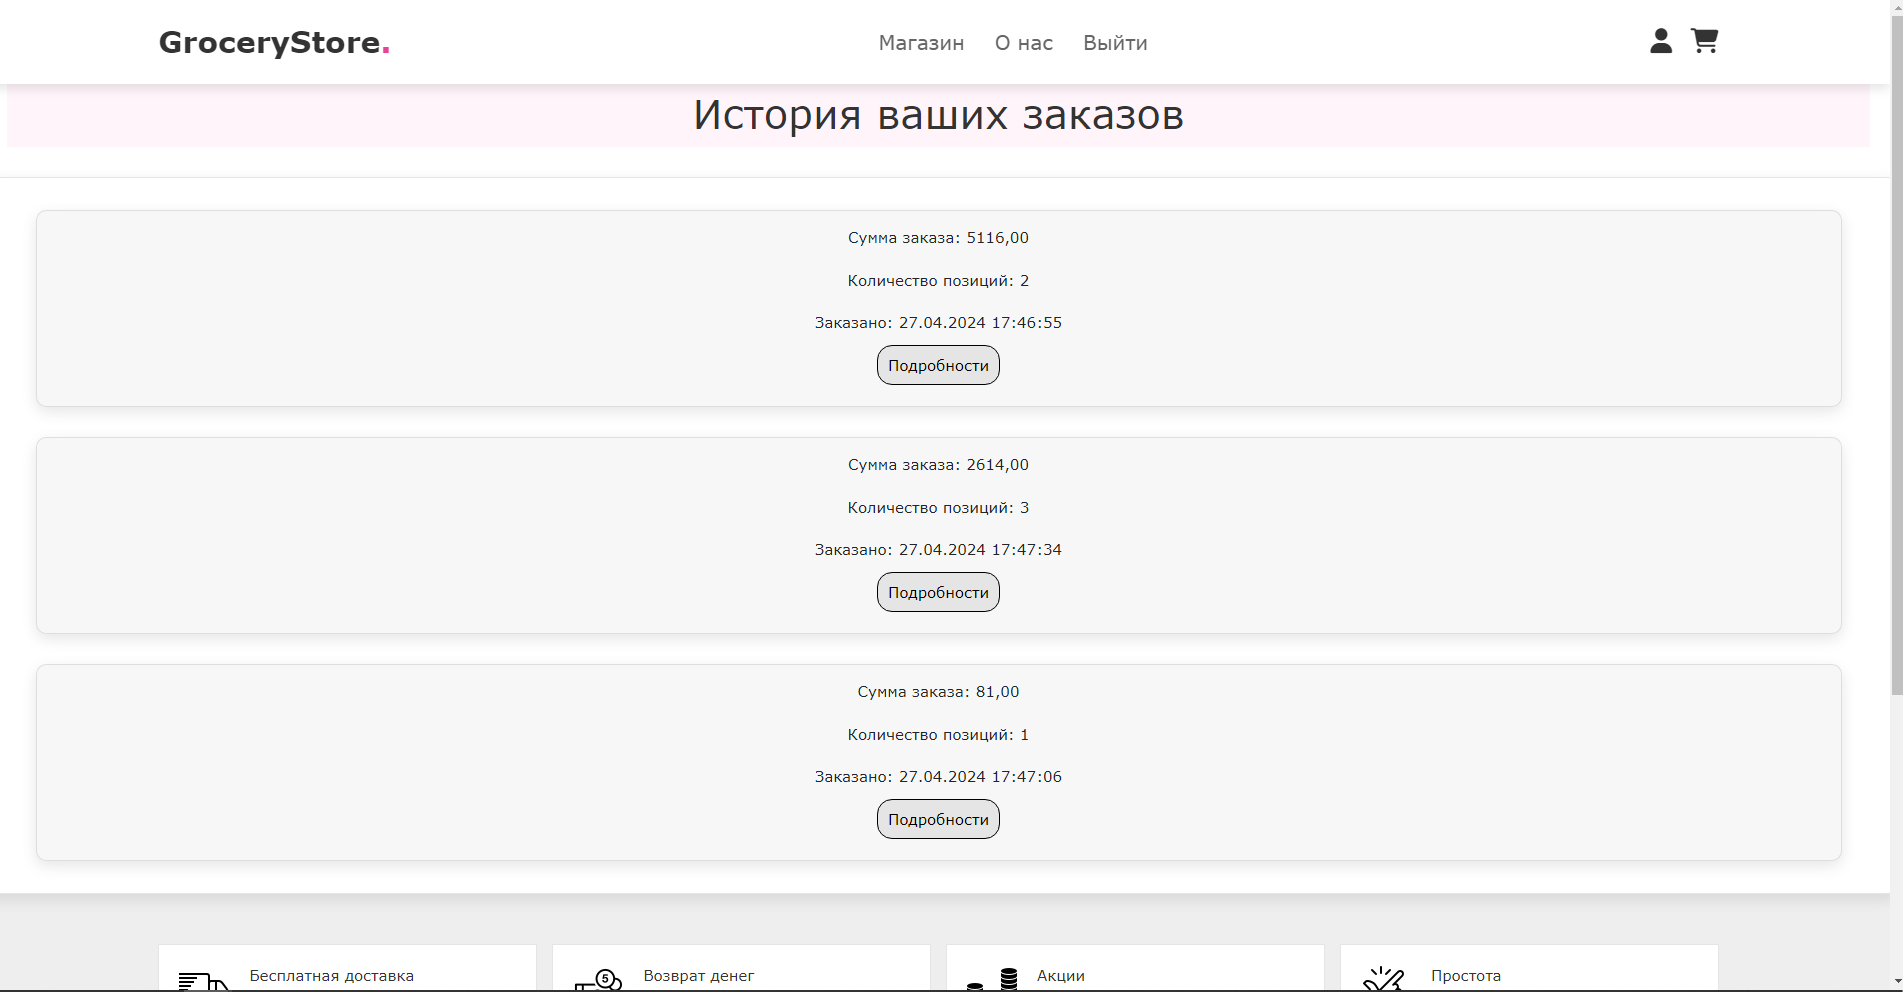 GroceryStore.
Магазин О нас Выйти
История ваших заказов
Сумма заказа: 5116,00
Количество позиций: 2
Заказано: 27.04.2024 17:46:55
Подробности
Сумма заказа: 2614,00
Количество позиций: 3
Заказано: 27.04.2024 17:47:34
Подробности
Сумма заказа: 81,00
Количество позиций: 1
Заказано: 27.04.2024 17:47:06
Подробности
Бесплатная доставка
5
Возврат денег
Акции
Простота